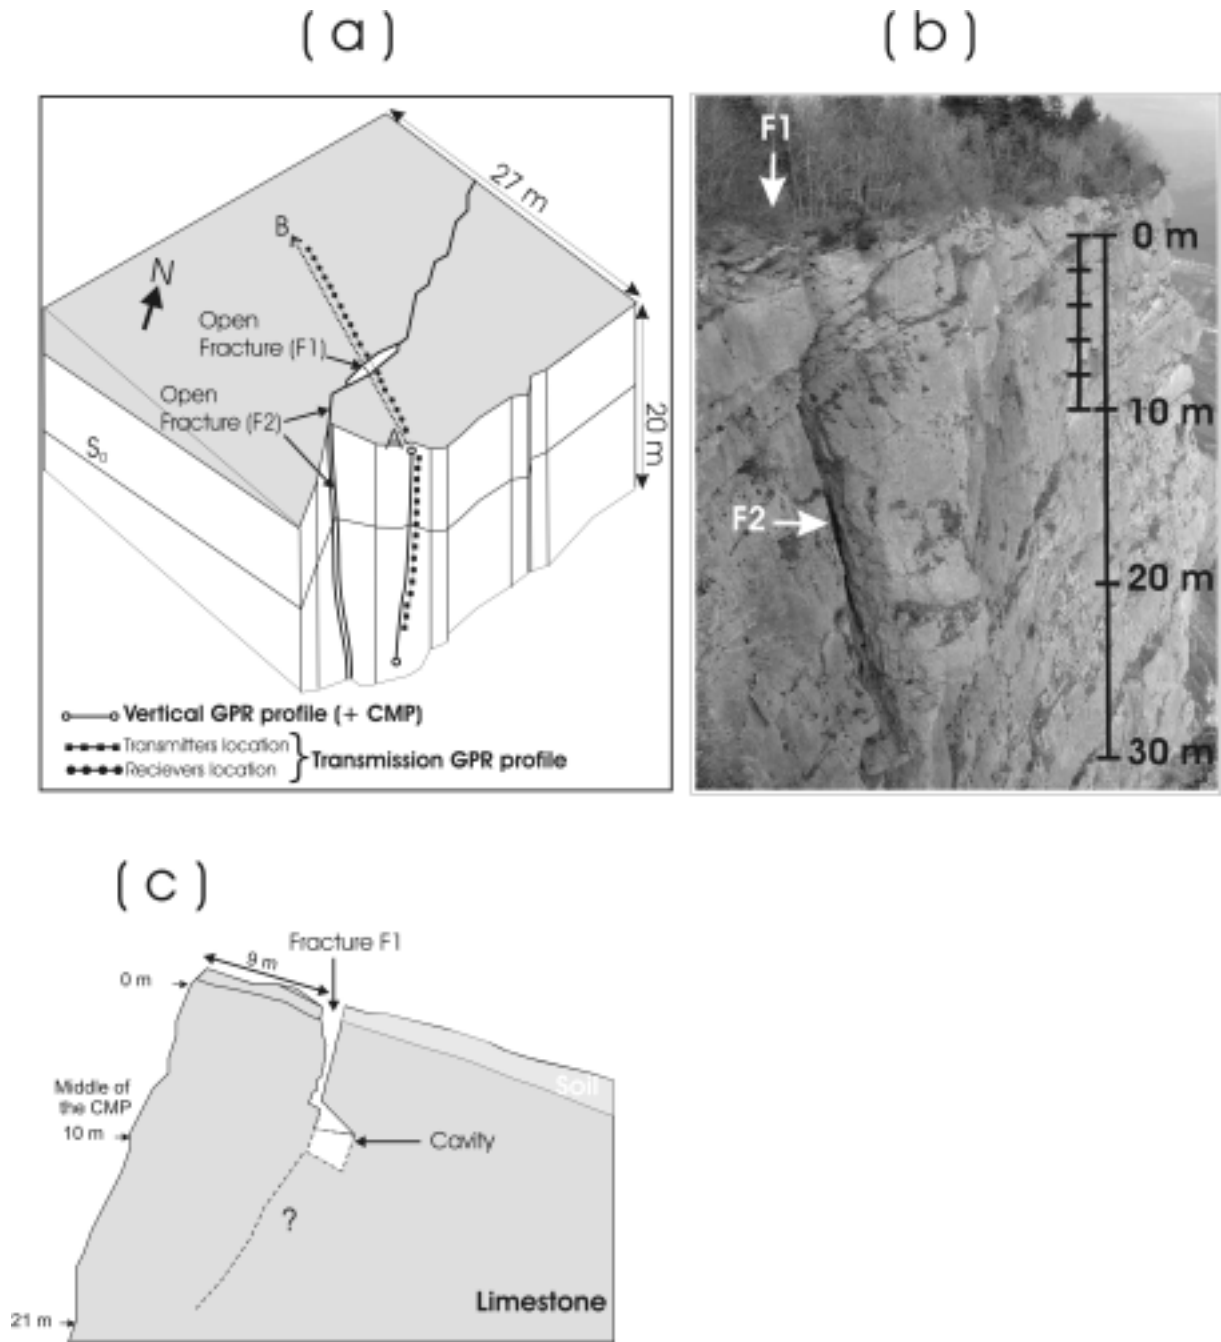 (a)
27 m
B
N
Open
Fracture (F1)
Open
Fracture (F2)
A
S0
20 m
Vertical GPR profile (+ CMP)
Transmitters location
Recievers location
Transmission GPR profile
(b)
F1
0 m
10 m
F2
20 m
30 m
(c)
Fracture F1
9 m
0 m
Soil
Middle of
the CMP
10 m
Cavity
?
Limestone
21 m